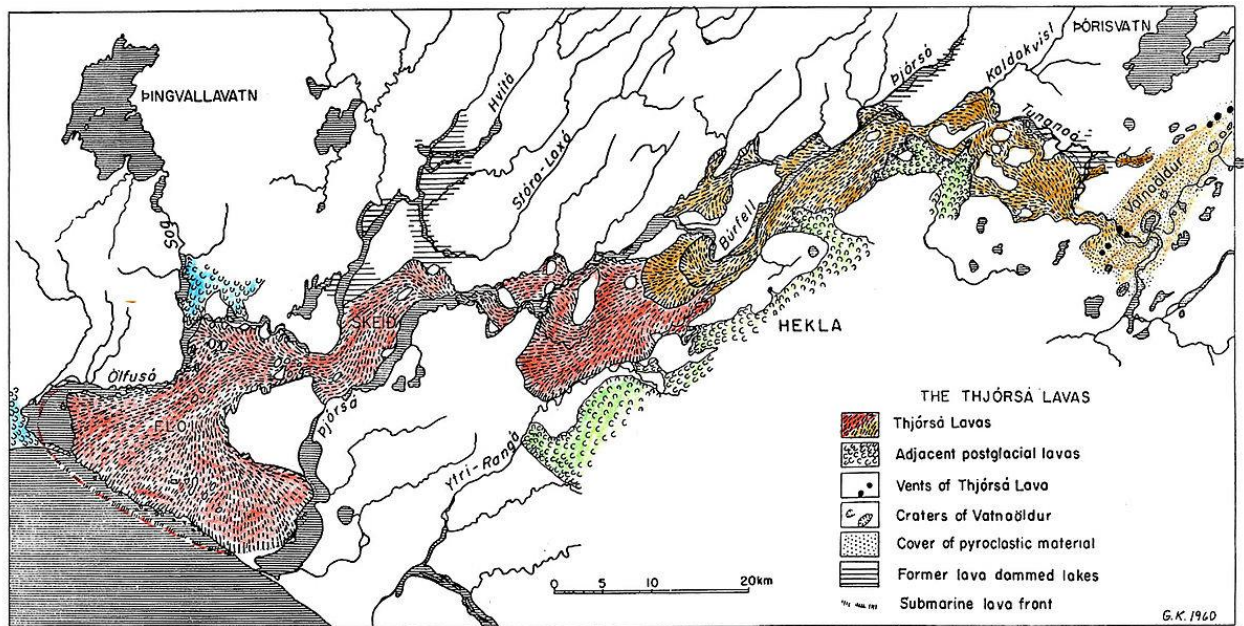 ÞINGVALLAVATN
Sog
Hvítá
Stóra-Laxá
Þjórsá
Kaldakvísl
ÞÓRISVATN
Tungnaá
Vatnaöldur
Búrfell
HEKLA
SKEID
Ölfusá
FLÓ
Þjórsá
Ytri-Rangá
0 5 10 20km
THE THJÓRSÁ LAVAS
Thjórsá Lavas
Adjacent postglacial lavas
Vents of Thjórsá Lava
Craters of Vatnaöldur
Cover of pyroclastic material
Former lava dammed lakes
Submarine lava front
G.K. 1960